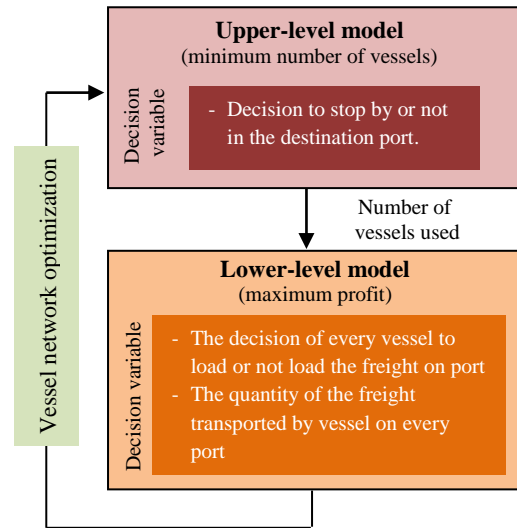 Upper-level model
(minimum number of vessels)
Decision
variable
- Decision to stop by or not
in the destination port.
Number of
vessels used
Vessel network optimization
Lower-level model
(maximum profit)
Decision variable
- The decision of every vessel to
load or not load the freight on port
- The quantity of the freight
transported by vessel on every
port